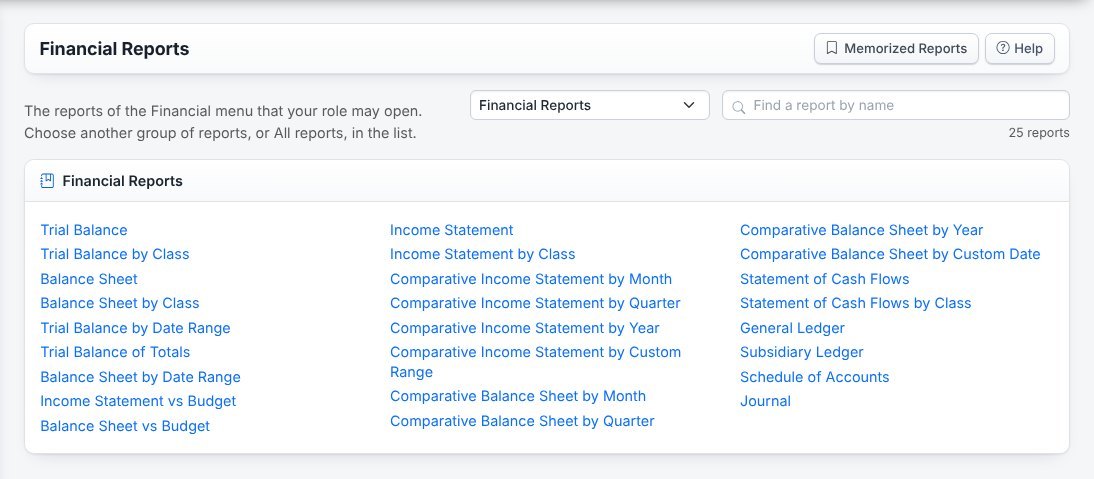 Financial Reports
Memorized Reports
Help
The reports of the Financial menu that your role may open.
Choose another group of reports, or All reports, in the list.
Financial Reports
Find a report by name
25 reports
Financial Reports
Trial Balance
Trial Balance by Class
Balance Sheet
Balance Sheet by Class
Trial Balance by Date Range
Trial Balance of Totals
Balance Sheet by Date Range
Income Statement vs Budget
Balance Sheet vs Budget
Income Statement
Income Statement by Class
Comparative Income Statement by Month
Comparative Income Statement by Quarter
Comparative Income Statement by Year
Comparative Income Statement by Custom
Range
Comparative Balance Sheet by Month
Comparative Balance Sheet by Quarter
Comparative Balance Sheet by Year
Comparative Balance Sheet by Custom Date
Statement of Cash Flows
Statement of Cash Flows by Class
General Ledger
Subsidiary Ledger
Schedule of Accounts
Journal